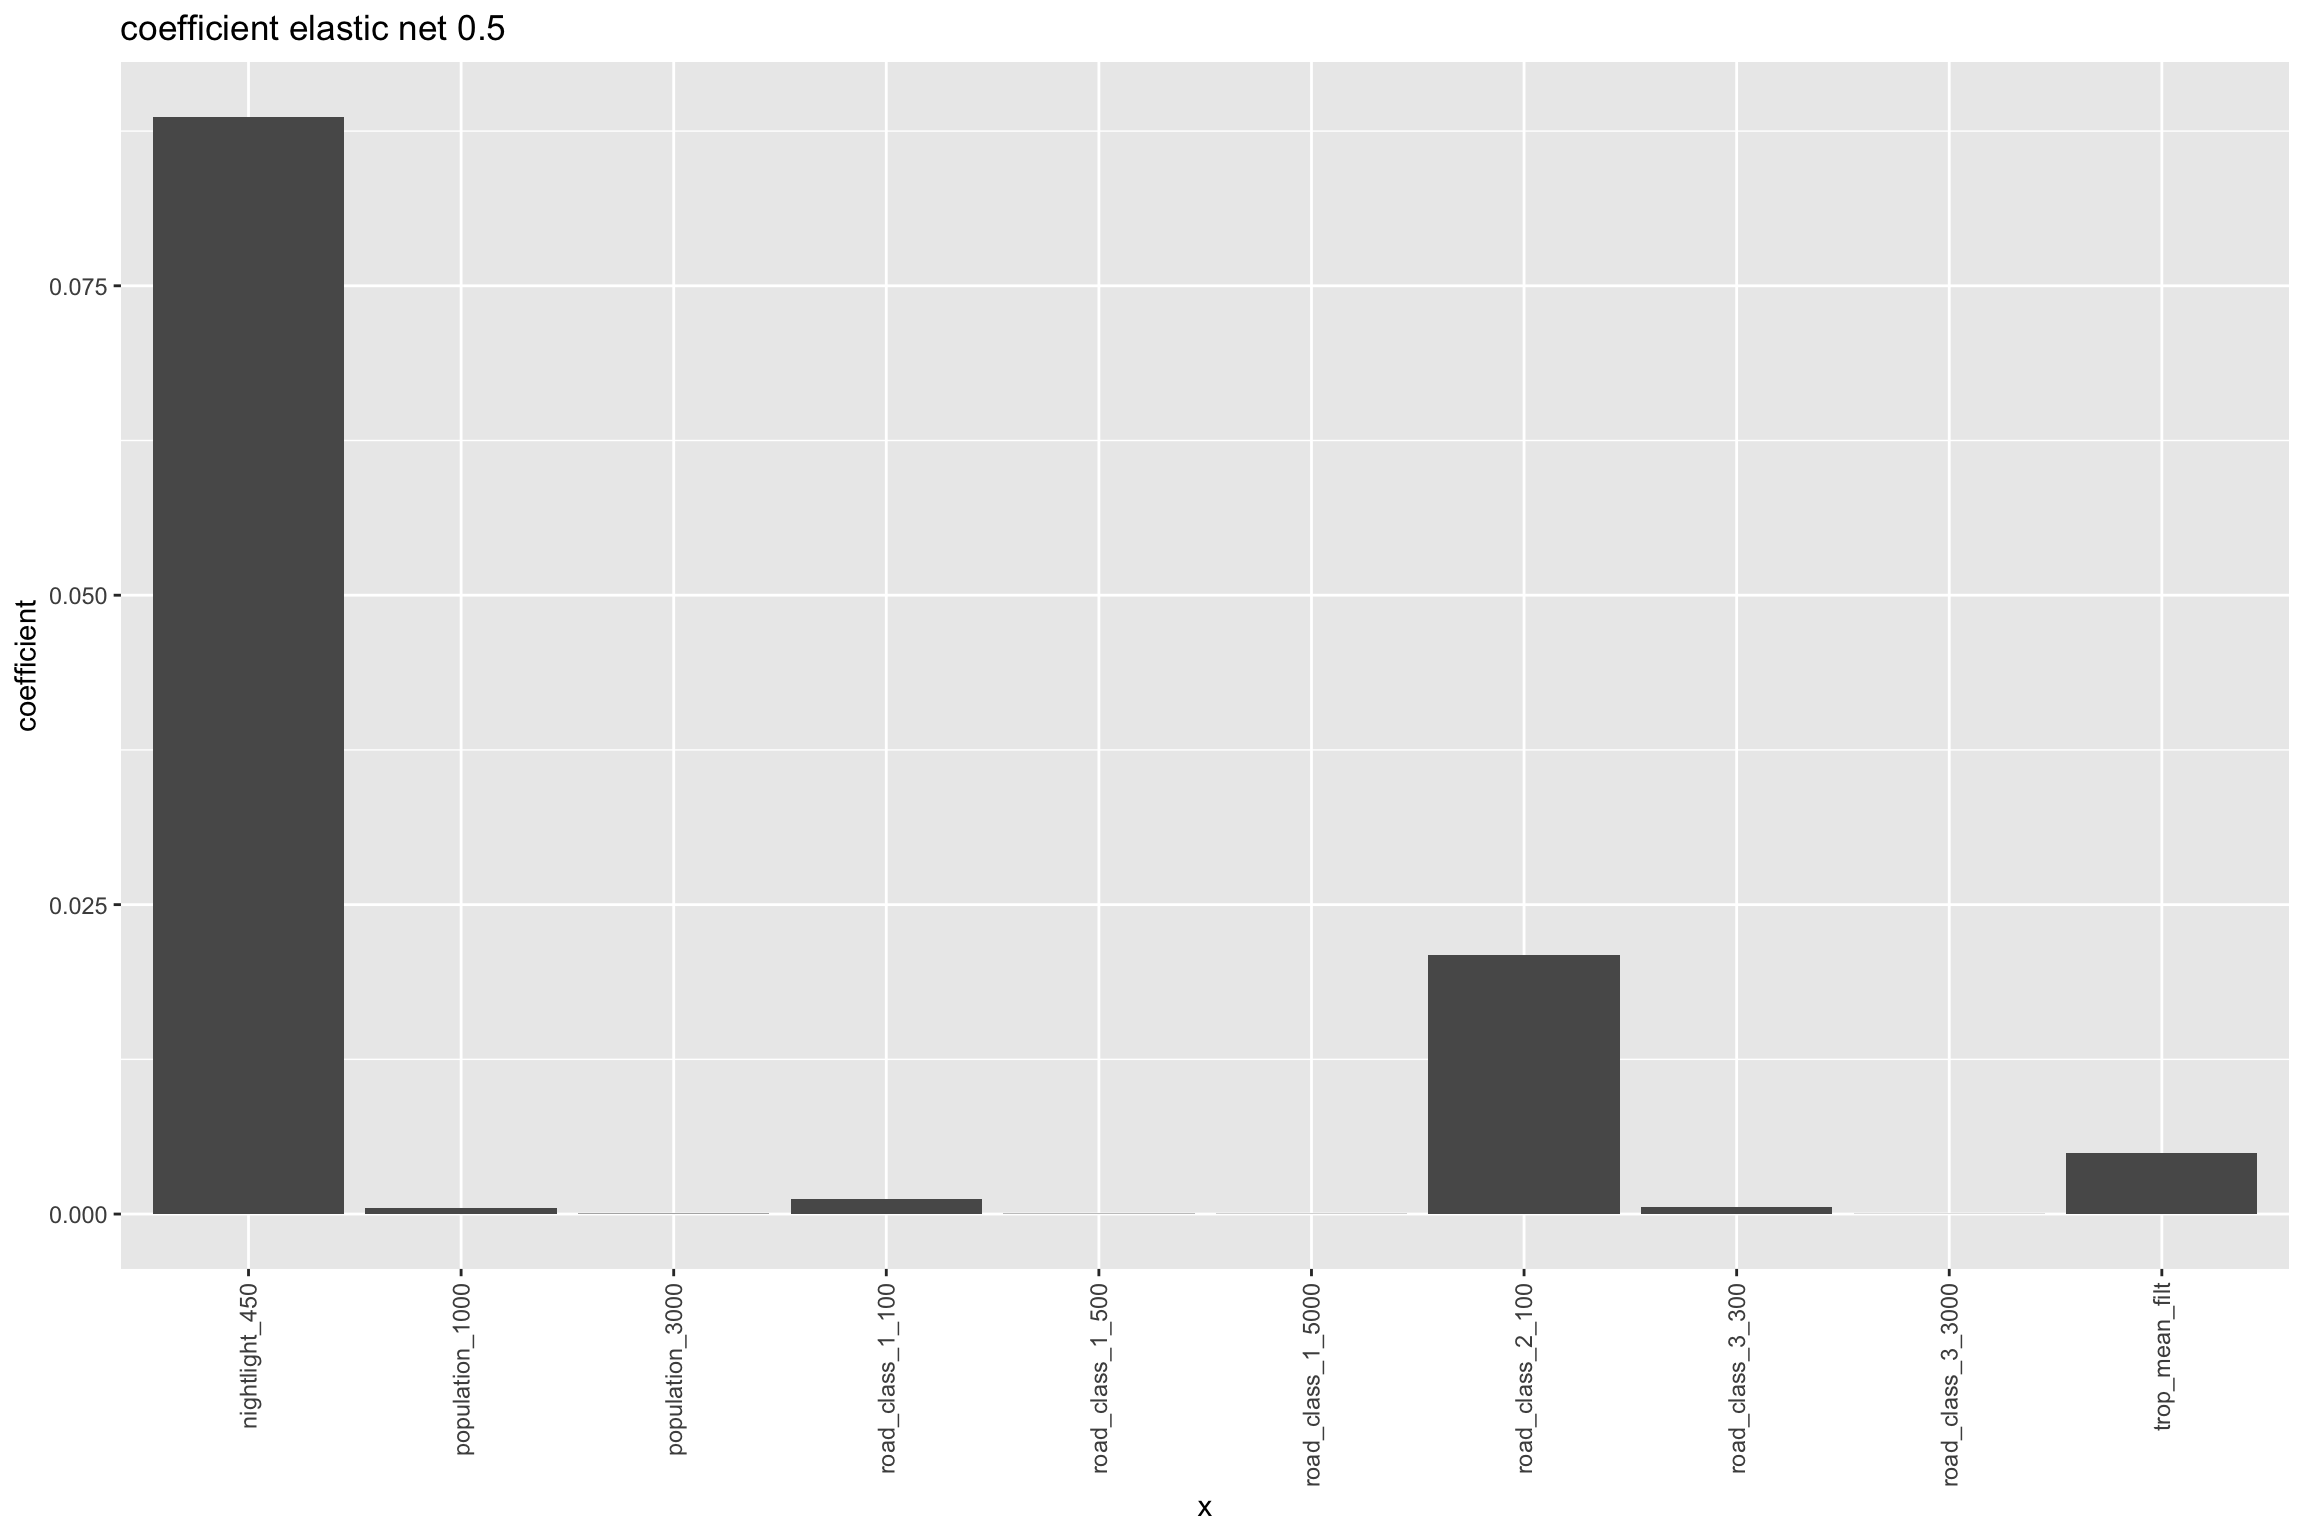 coefficient elastic net 0.5
coefficient
0.075
0.050
0.025
0.000
nightlight_450
population_1000
population_3000
road_class_1_100
road_class_1_500
road_class_1_5000
road_class_2_100
road_class_3_300
road_class_3_3000
trop_mean_filt
x